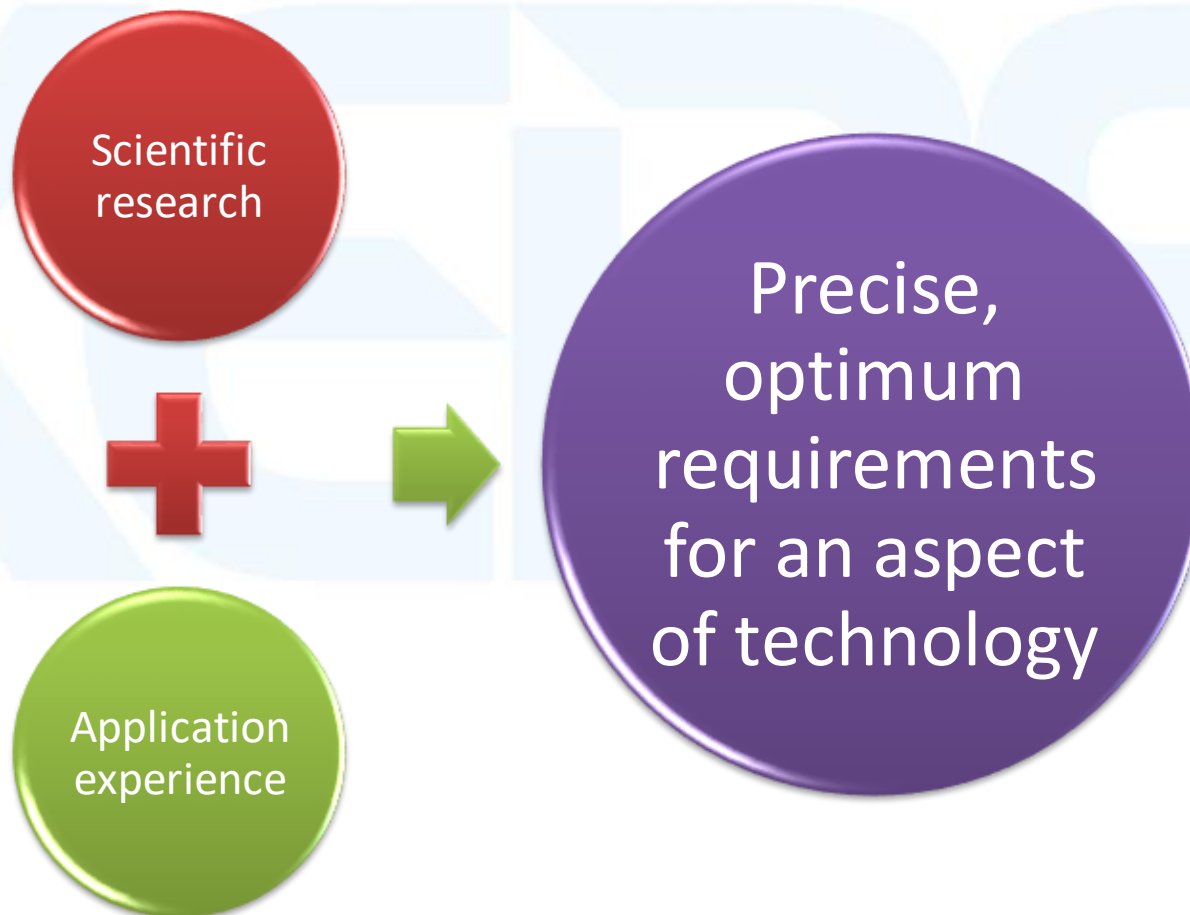 Scientific
research
Application
experience
Precise,
optimum
requirements
for an aspect
of technology